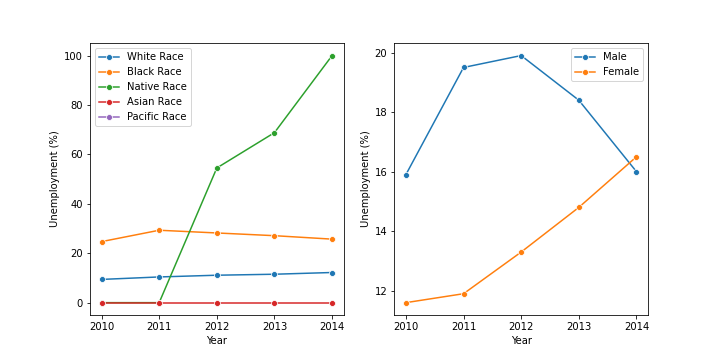 100
80
60
40
20
0
Unemployment (%)
White Race
Black Race
Native Race
Asian Race
Pacific Race
2010 2011 2012 2013 2014
Year
20
18
16
14
12
Unemployment (%)
Male
Female
2010 2011 2012 2013 2014
Year